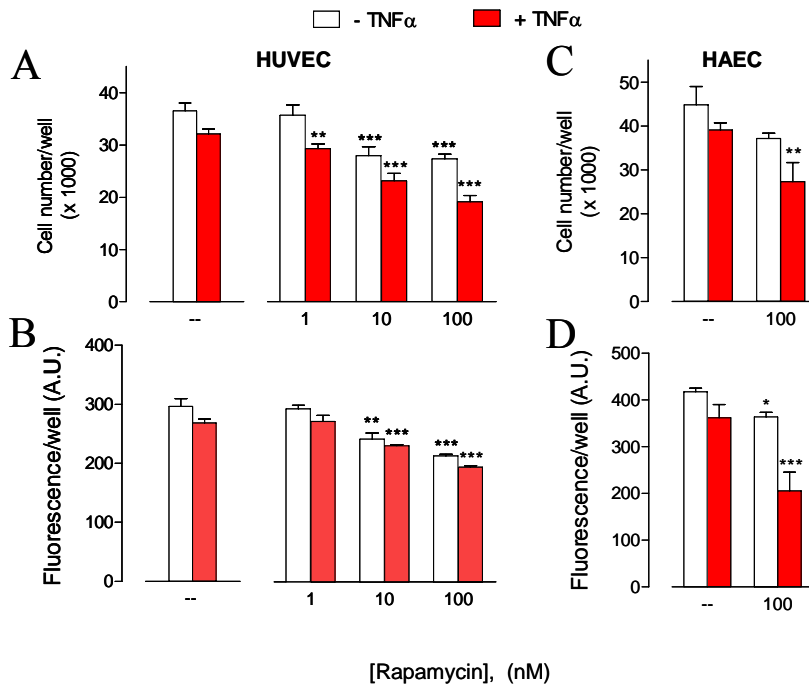 - TNFα + TNFα
A HUVEC
Cell number/well
(x 1000)
40
30
20
10
0
** *** *** *** ***
-- 1 10 100
C HAEC
Cell number/well
(x 1000)
50
40
30
20
10
0
**
-- 100
B
Fluorescence/well (A.U.)
400
300
200
100
0
** *** *** ***
-- 1 10 100
D
Fluorescence/well (A.U.)
500
400
300
200
100
0
* ***
-- 100
[Rapamycin], (nM)